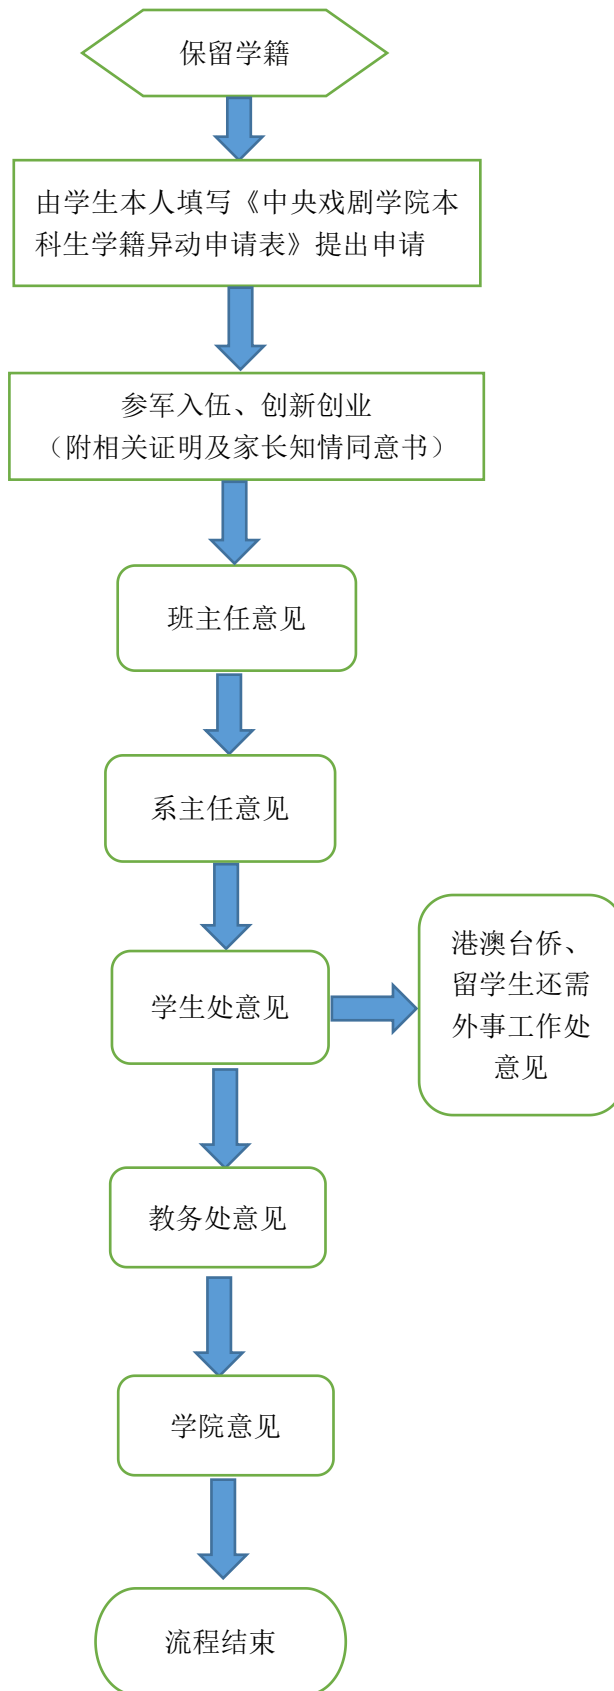 保留学籍
由学生本人填写《中央戏剧学院本
科生学籍异动申请表》提出申请
参军入伍、创新创业
（附相关证明及家长知情同意书）
班主任意见
系主任意见
学生处意见
港澳台侨、
留学生还需
外事工作处
意见
教务处意见
学院意见
流程结束